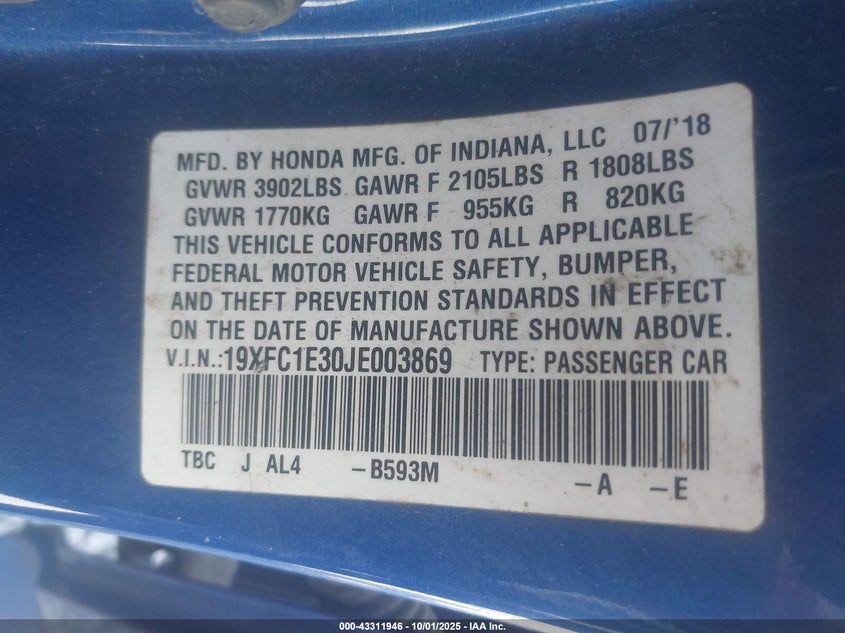 MFD. BY HONDA MFG. OF INDIANA, LLC 07/'18
GVWR 3902LBS GAWR F 2105LBS R 1808LBS
GVWR 1770KG GAWR F 955KG R 820KG
THIS VEHICLE CONFORMS TO ALL APPLICABLE
FEDERAL MOTOR VEHICLE SAFETY, BUMPER,
AND THEFT PREVENTION STANDARDS IN EFFECT
ON THE DATE OF MANUFACTURE SHOWN ABOVE.
V.I.N.:19XFC1E30JE003869 TYPE: PASSENGER CAR
TBC J AL4 -B593M -A -E
000-43311946 - 10/01/2025 - IAA Inc.